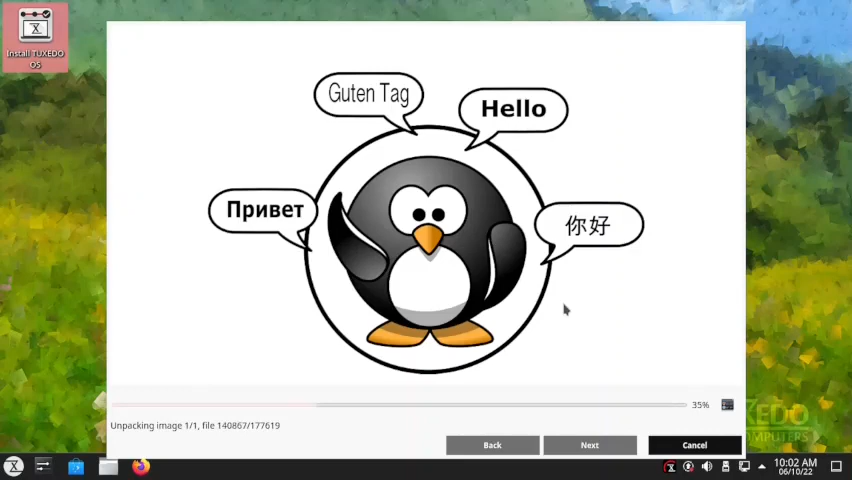 Install TUXEDO
OS
Guten Tag
Hello
Привет
你好
35%
Unpacking image 1/1, file 140867/177619
Back
Next
Cancel
COMPUTERS
10:02 AM
06/10/22